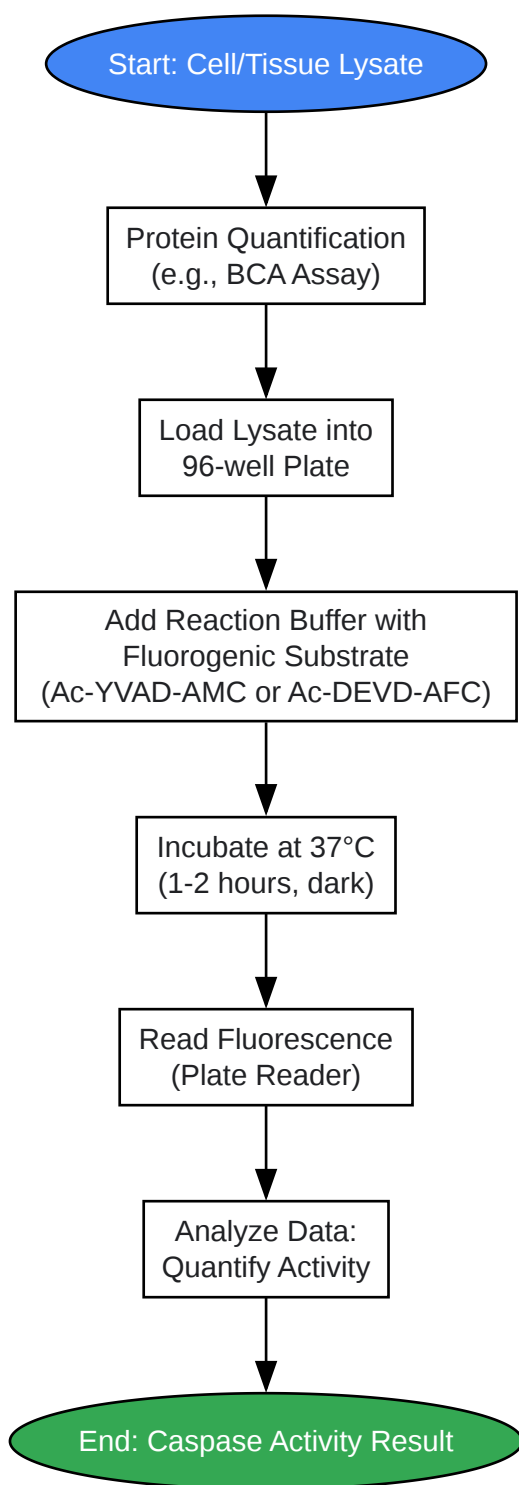 Start: Cell/Tissue Lysate
Protein Quantification
(e.g., BCA Assay)
Load Lysate into
96-well Plate
Add Reaction Buffer with
Fluorogenic Substrate
(Ac-YVAD-AMC or Ac-DEVD-AFC)
Incubate at 37°C
(1-2 hours, dark)
Read Fluorescence
(Plate Reader)
Analyze Data:
Quantify Activity
End: Caspase Activity Result